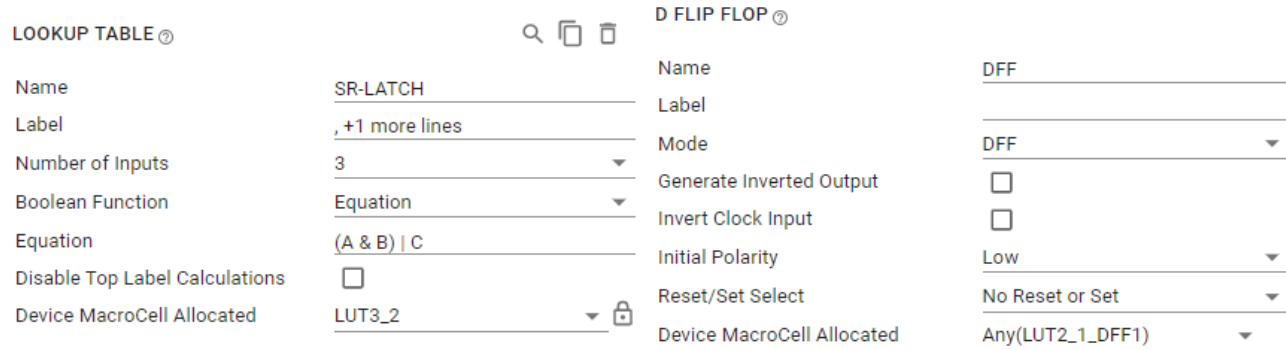 LOOKUP TABLE
Name SR-LATCH
Label , +1 more lines
Number of Inputs 3
Boolean Function Equation
Equation (A & B) | C
Disable Top Label Calculations
Device MacroCell Allocated LUT3_2
D FLIP FLOP
Name DFF
Label
Mode DFF
Generate Inverted Output
Invert Clock Input
Initial Polarity Low
Reset/Set Select No Reset or Set
Device MacroCell Allocated Any(LUT2_1_DFF1)